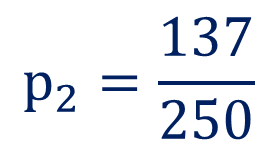 p₂ = 137/250